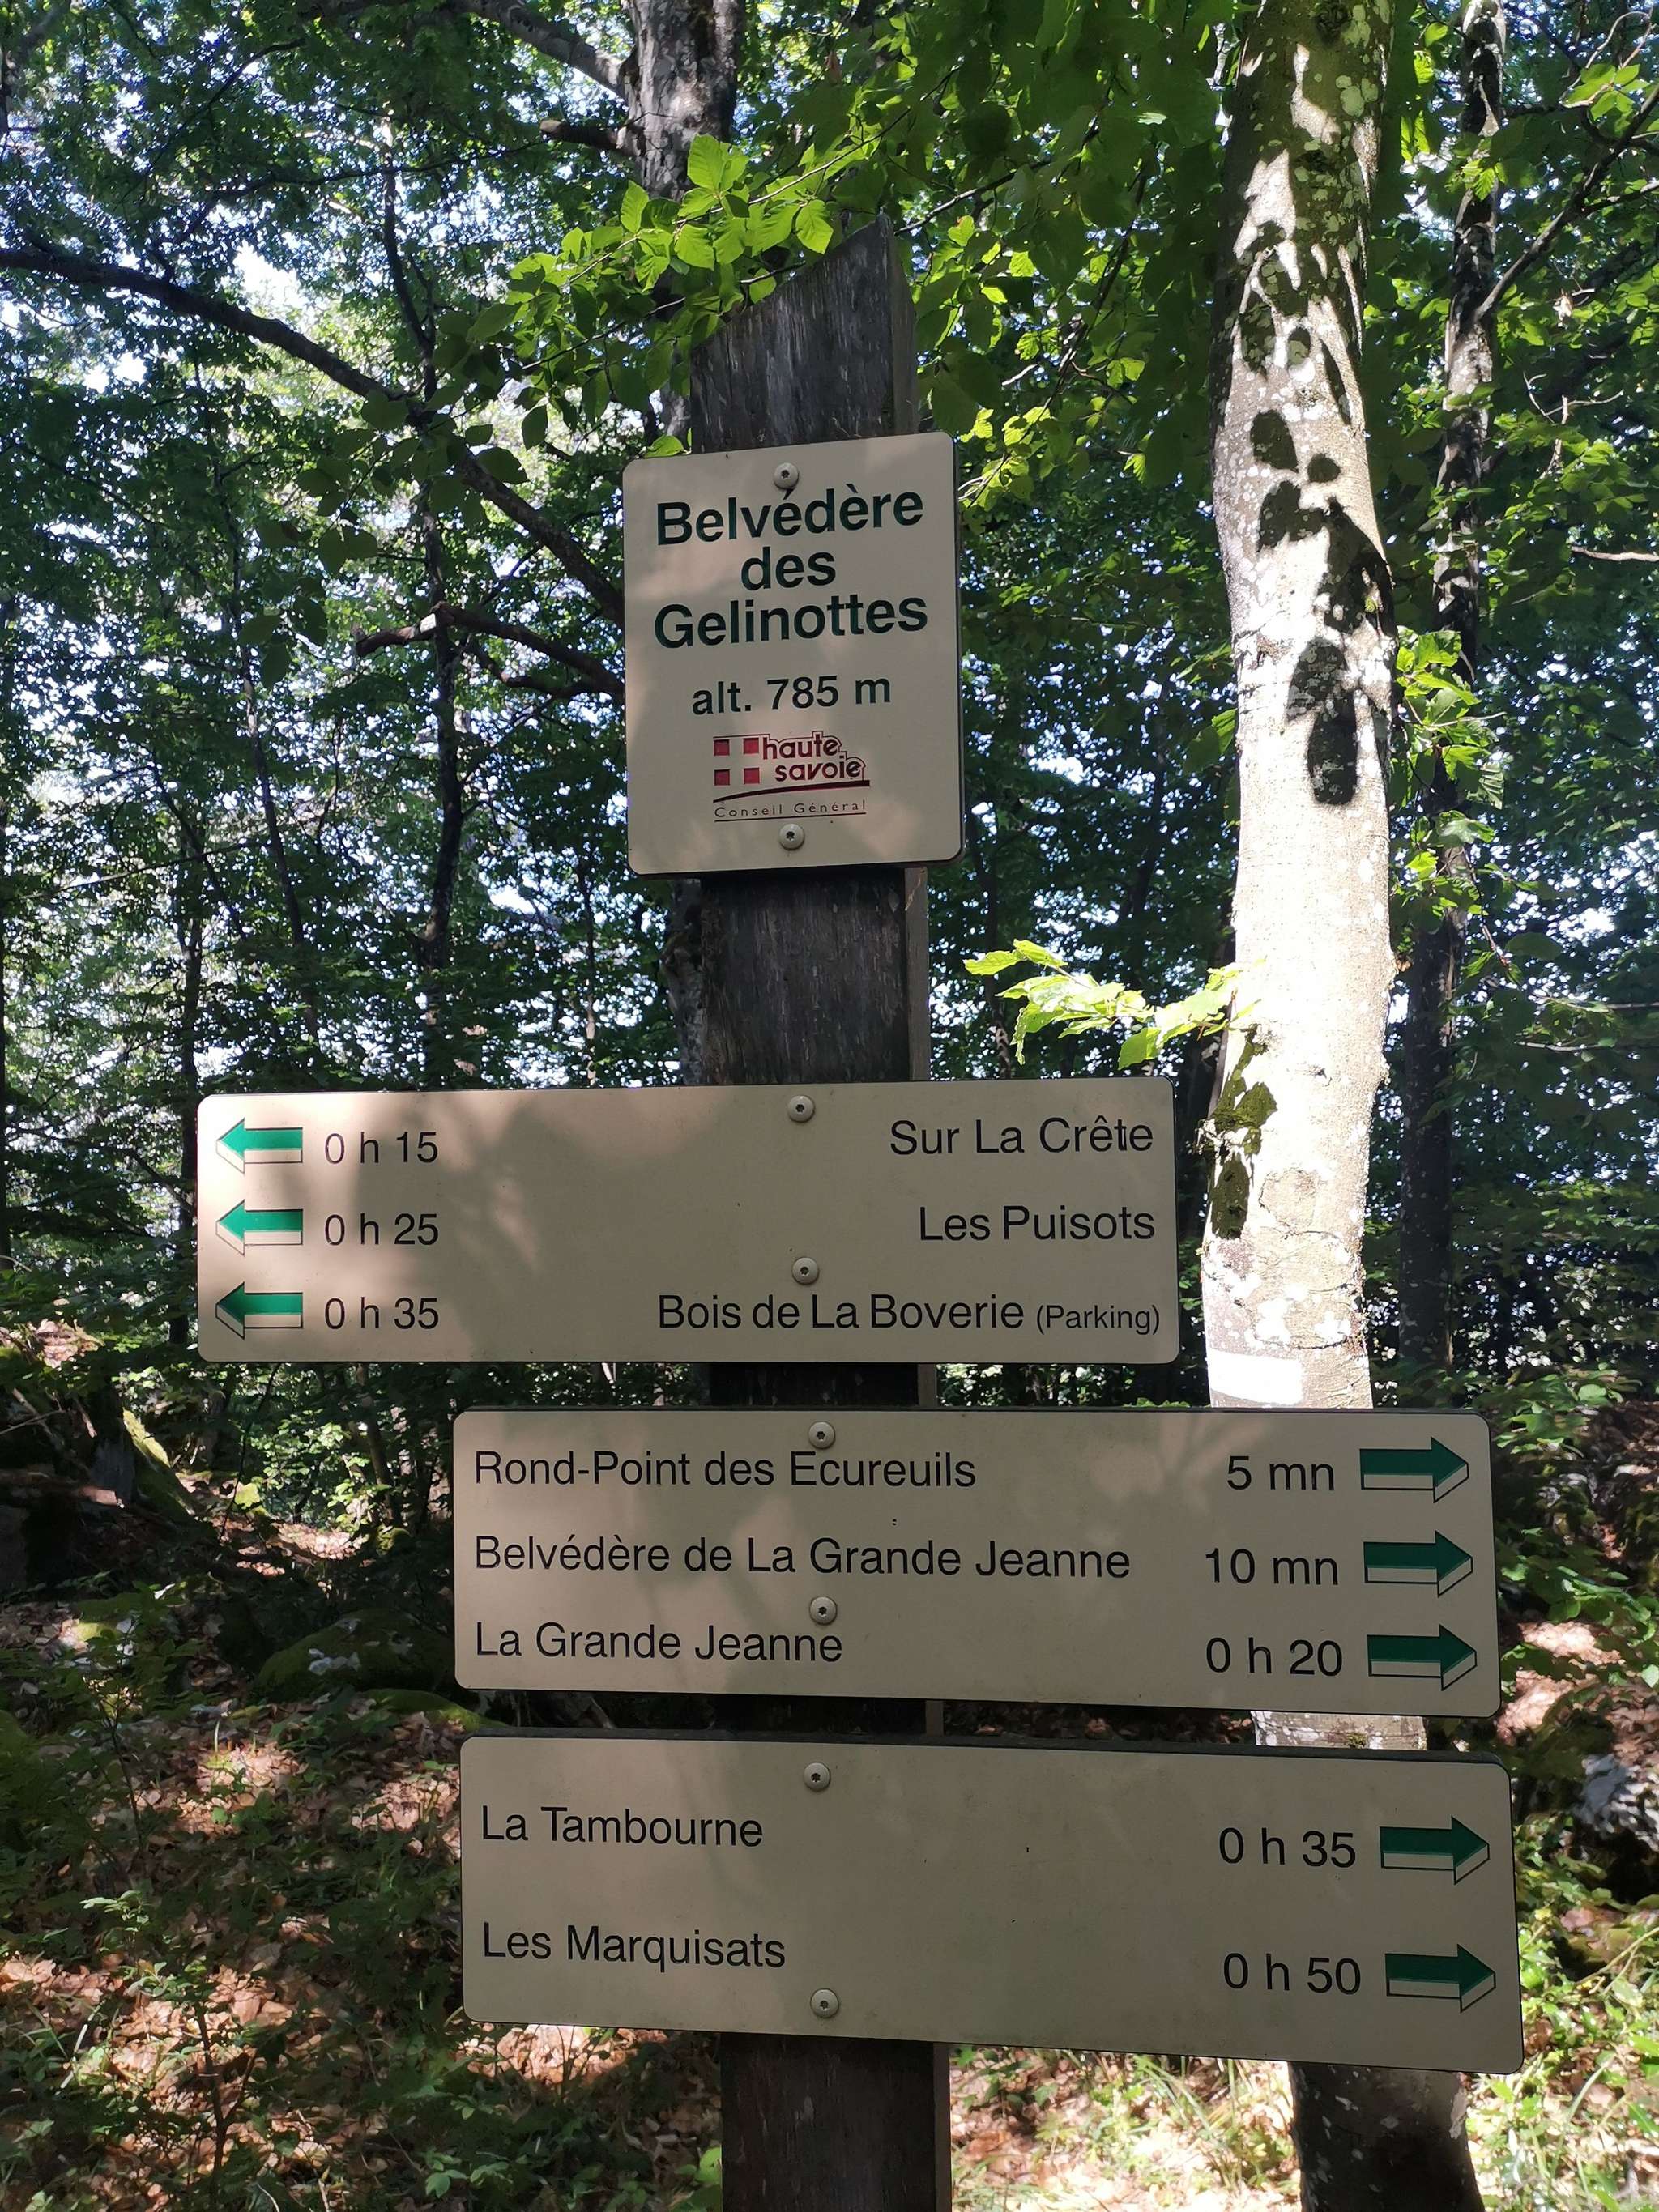 Belvédère
des
Gelinottes
alt. 785 m
haute
savoie
Conseil Général
0 h 15 Sur La Crête
0 h 25 Les Puisots
0 h 35 Bois de La Boverie (Parking)
Rond-Point des Ecureuils 5 mn
Belvédère de La Grande Jeanne 10 mn
La Grande Jeanne 0 h 20
La Tambourne 0 h 35
Les Marquisats 0 h 50